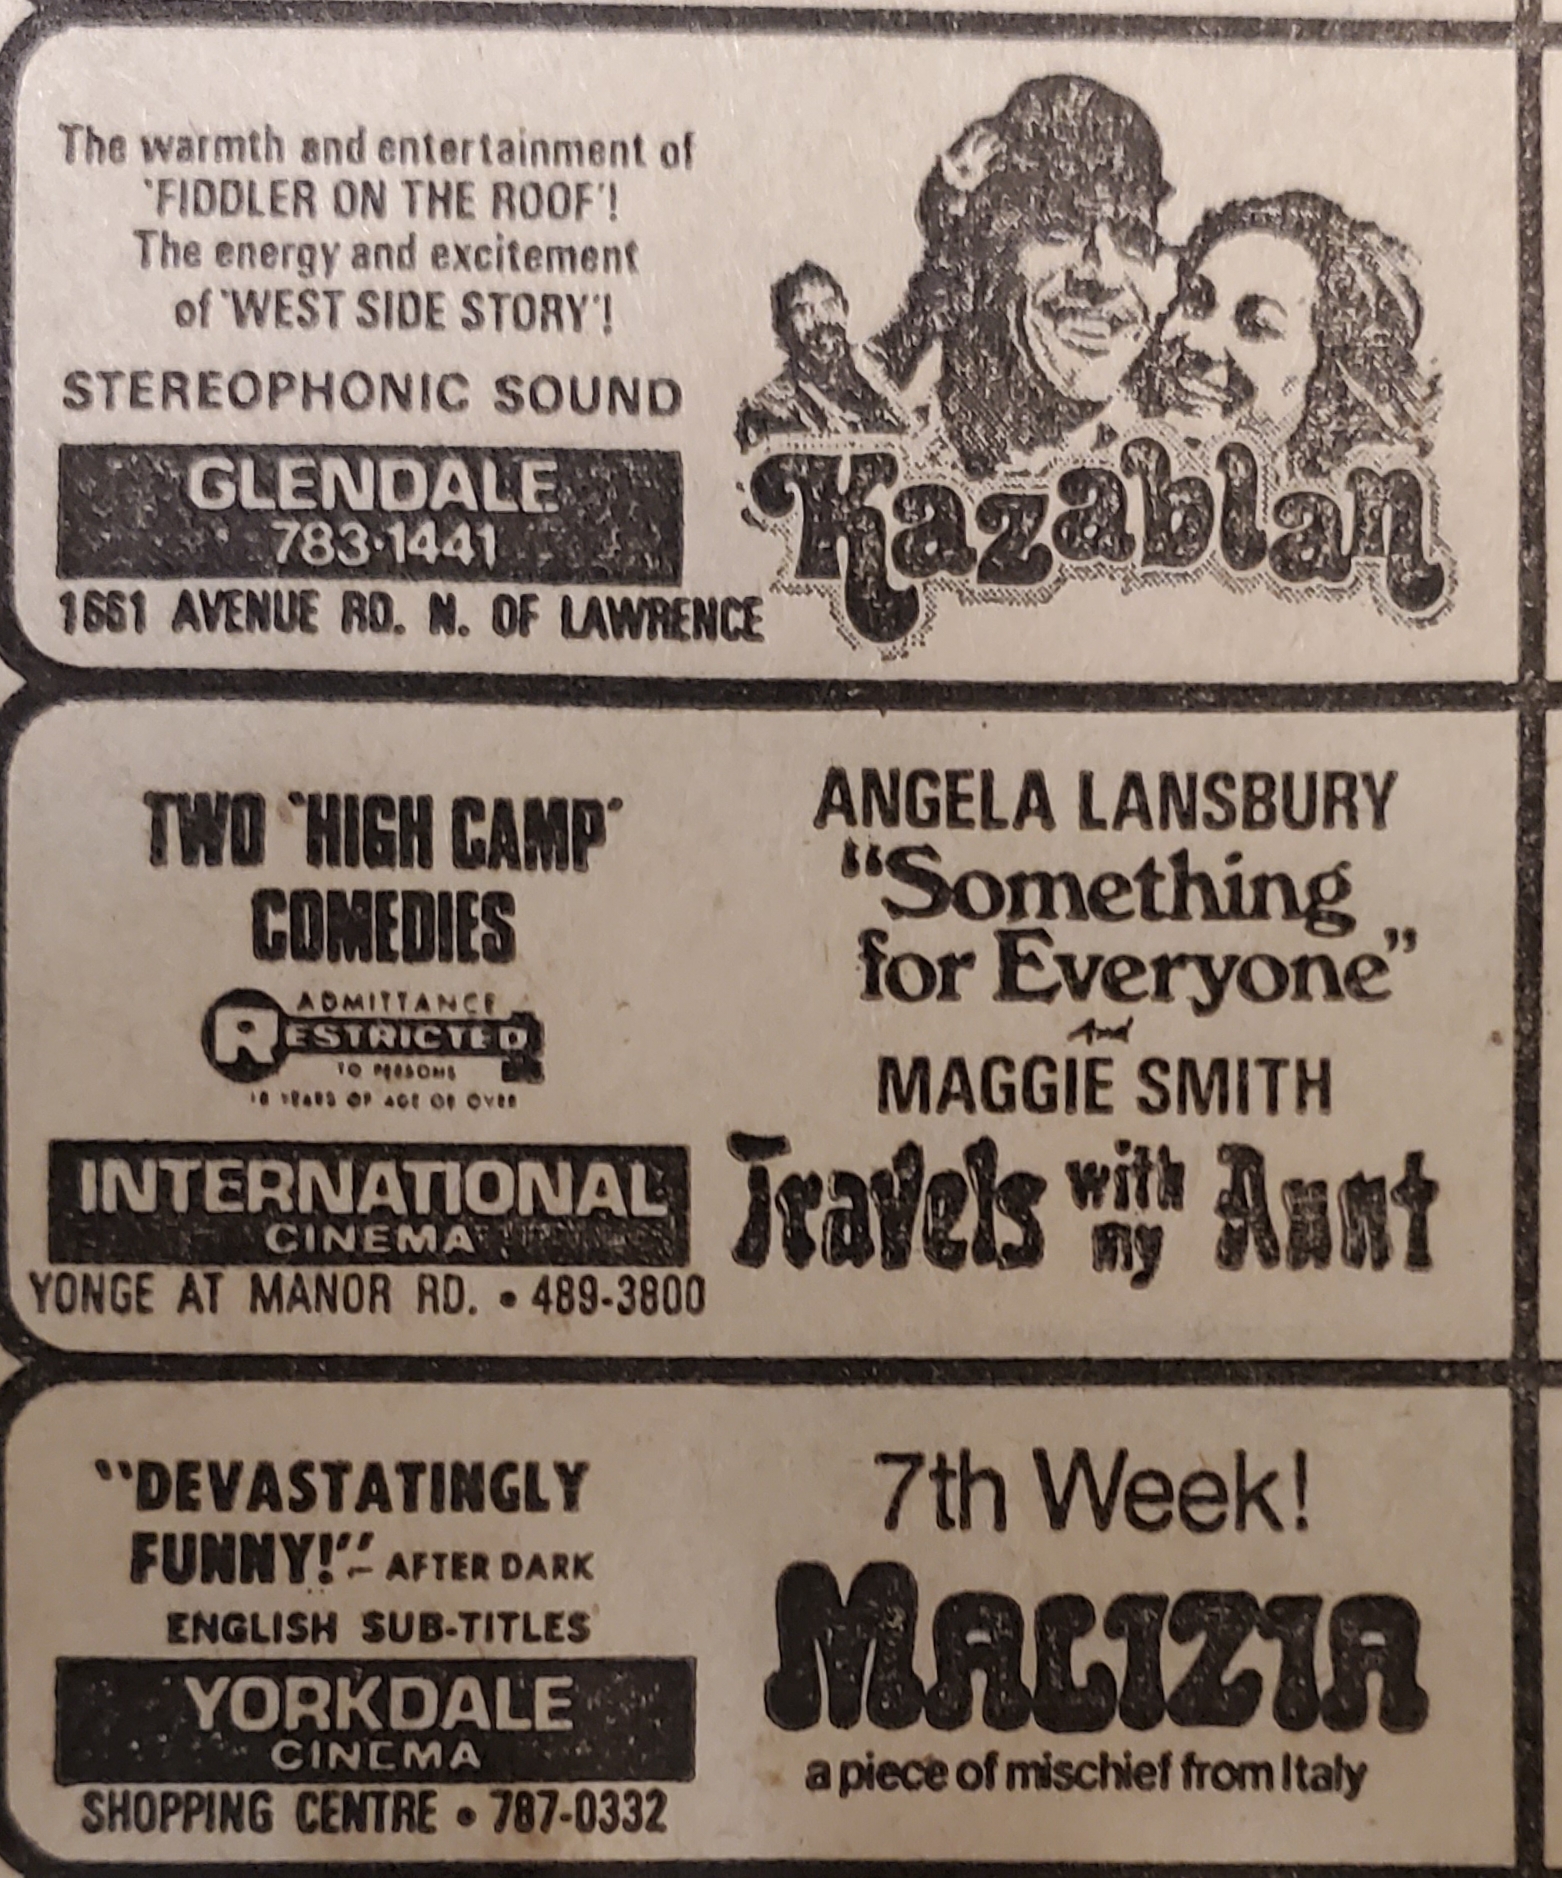 The warmth and entertainment of
'FIDDLER ON THE ROOF'!
The energy and excitement
of 'WEST SIDE STORY'!
STEREOPHONIC SOUND
GLENDALE
783·1441
1661 AVENUE RD. N. OF LAWRENCE
Kazablan
TWO 'HIGH CAMP'
COMEDIES
ADMITTANCE
RESTRICTED
TO PERSONS
18 YEARS OF AGE OR OVER
INTERNATIONAL
CINEMA
YONGE AT MANOR RD. • 489-3800
ANGELA LANSBURY
"Something
for Everyone"
And
MAGGIE SMITH
Travels with my Aunt
"DEVASTATINGLY
FUNNY!" – AFTER DARK
ENGLISH SUB-TITLES
YORKDALE
CINEMA
SHOPPING CENTRE • 787-0332
7th Week!
MALIZIA
a piece of mischief from Italy